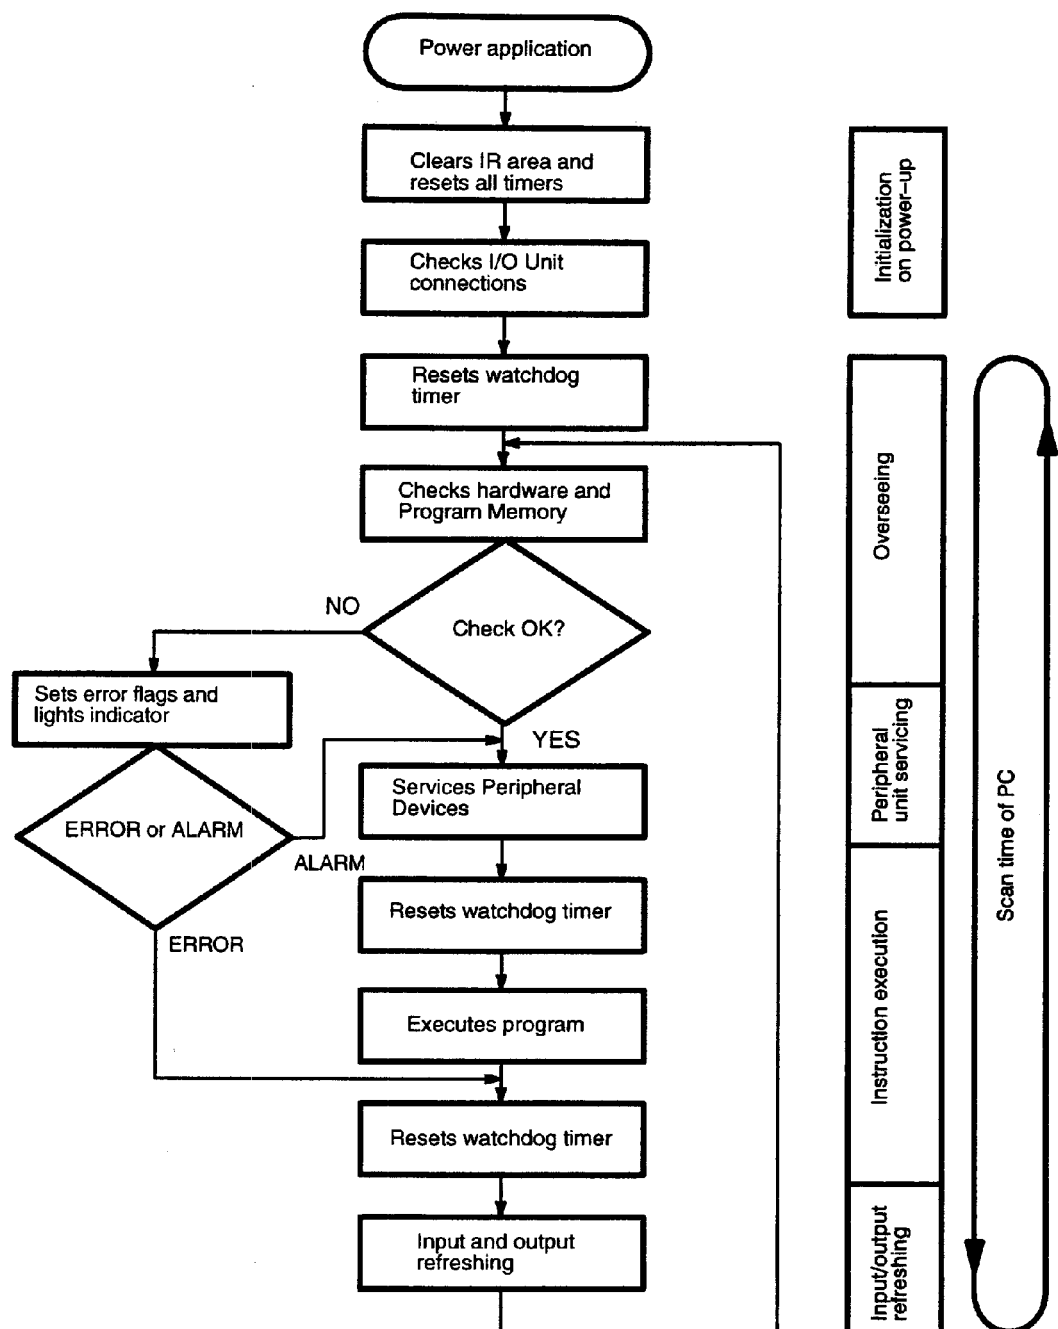 Power application
Clears IR area and
resets all timers
Checks I/O Unit
connections
Resets watchdog
timer
Checks hardware and
Program Memory
Check OK?
NO
YES
Sets error flags and
lights indicator
ERROR or ALARM
ALARM
ERROR
Services Peripheral
Devices
Resets watchdog timer
Executes program
Resets watchdog timer
Input and output
refreshing
Initialization
on power–up
Overseeing
Peripheral
unit servicing
Instruction execution
Input/output
refreshing
Scan time of PC